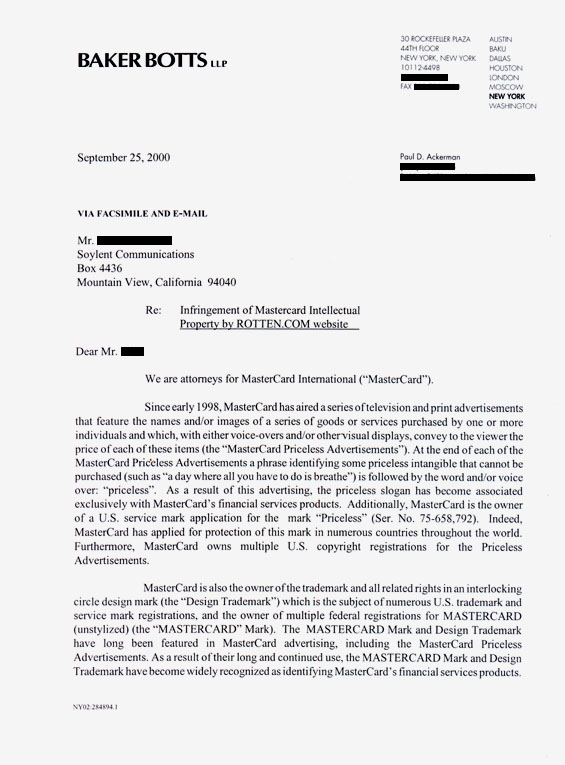 BAKER BOTTS LLP
30 ROCKEFELLER PLAZA
44TH FLOOR
NEW YORK, NEW YORK
10112-4498
FAX
AUSTIN
BAKU
DALLAS
HOUSTON
LONDON
MOSCOW
NEW YORK
WASHINGTON
September 25, 2000
Paul D. Ackerman
VIA FACSIMILE AND E-MAIL
Mr.
Soylent Communications
Box 4436
Mountain View, California 94040
Re: Infringement of Mastercard Intellectual
Property by ROTTEN.COM website
Dear Mr.
We are attorneys for MasterCard International (“MasterCard”).
Since early 1998, MasterCard has aired a series of television and print advertisements
that feature the names and/or images of a series of goods or services purchased by one or more
individuals and which, with either voice-overs and/or othervisual displays, convey to the viewer the
price of each of these items (the “MasterCard Priceless Advertisements”). At the end of each of the
MasterCard Priceless Advertisements a phrase identifying some priceless intangible that cannot be
purchased (such as “a day where all you have to do is breathe”) is followed by the word and/or voice
over: “priceless”. As a result of this advertising, the priceless slogan has become associated
exclusively with MasterCard’s financial services products. Additionally, MasterCard is the owner
of a U.S. service mark application for the mark “Priceless” (Ser. No. 75-658,792). Indeed,
MasterCard has applied for protection of this mark in numerous countries throughout the world.
Furthermore, MasterCard owns multiple U.S. copyright registrations for the Priceless
Advertisements.
MasterCard is also the owner of the trademark and all related rights in an interlocking
circle design mark (the “Design Trademark”) which is the subject of numerous U.S. trademark and
service mark registrations, and the owner of multiple federal registrations for MASTERCARD
(unstylized) (the “MASTERCARD” Mark). The MASTERCARD Mark and Design Trademark
have long been featured in MasterCard advertising, including the MasterCard Priceless
Advertisements. As a result of their long and continued use, the MASTERCARD Mark and Design
Trademark have become widely recognized as identifying MasterCard’s financial services products.
NY02:284894.1